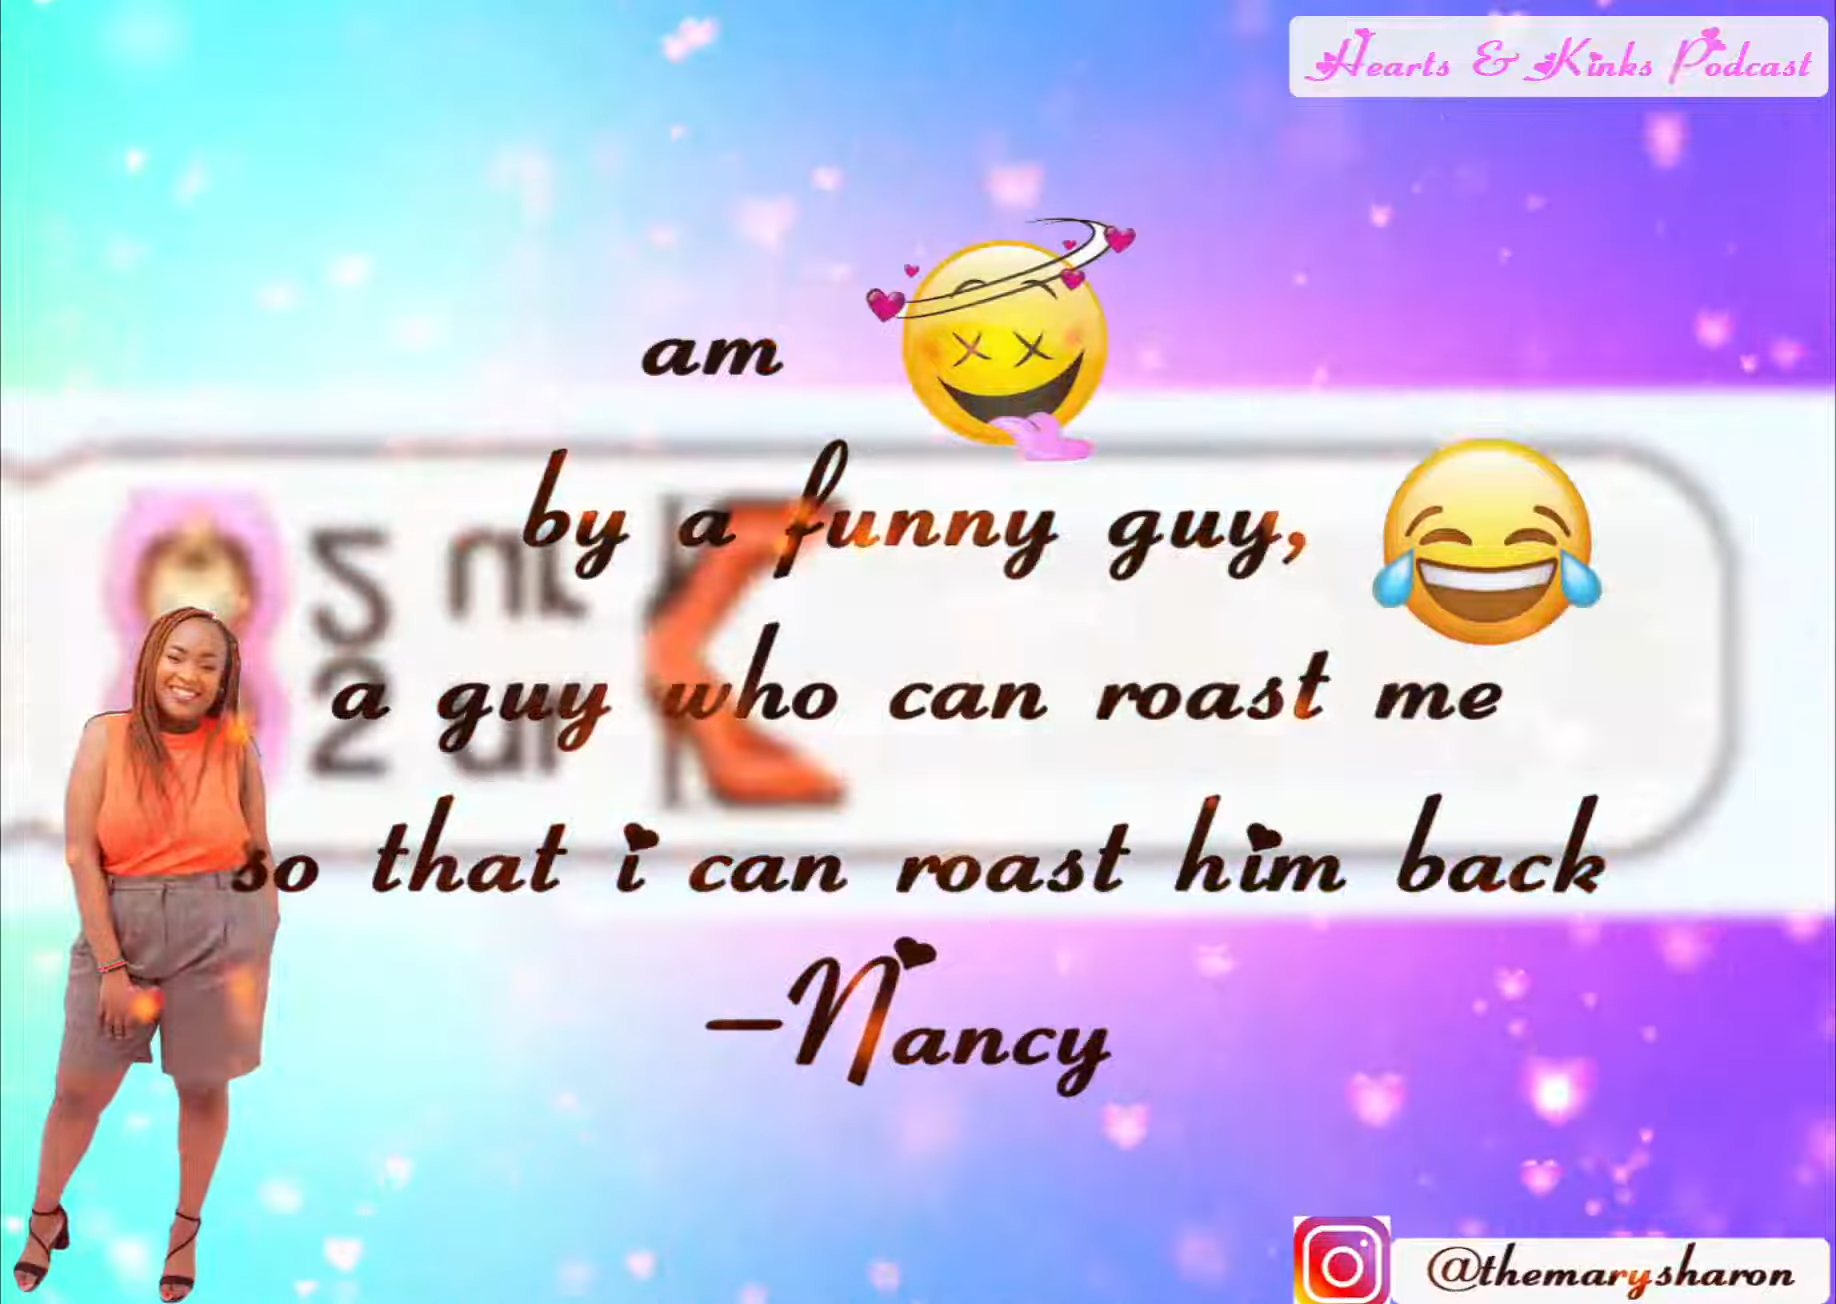 Hearts & Kinks Podcast
am
by a funny guy,
a guy who can roast me
so that i can roast him back
—Nancy
@themarysharon